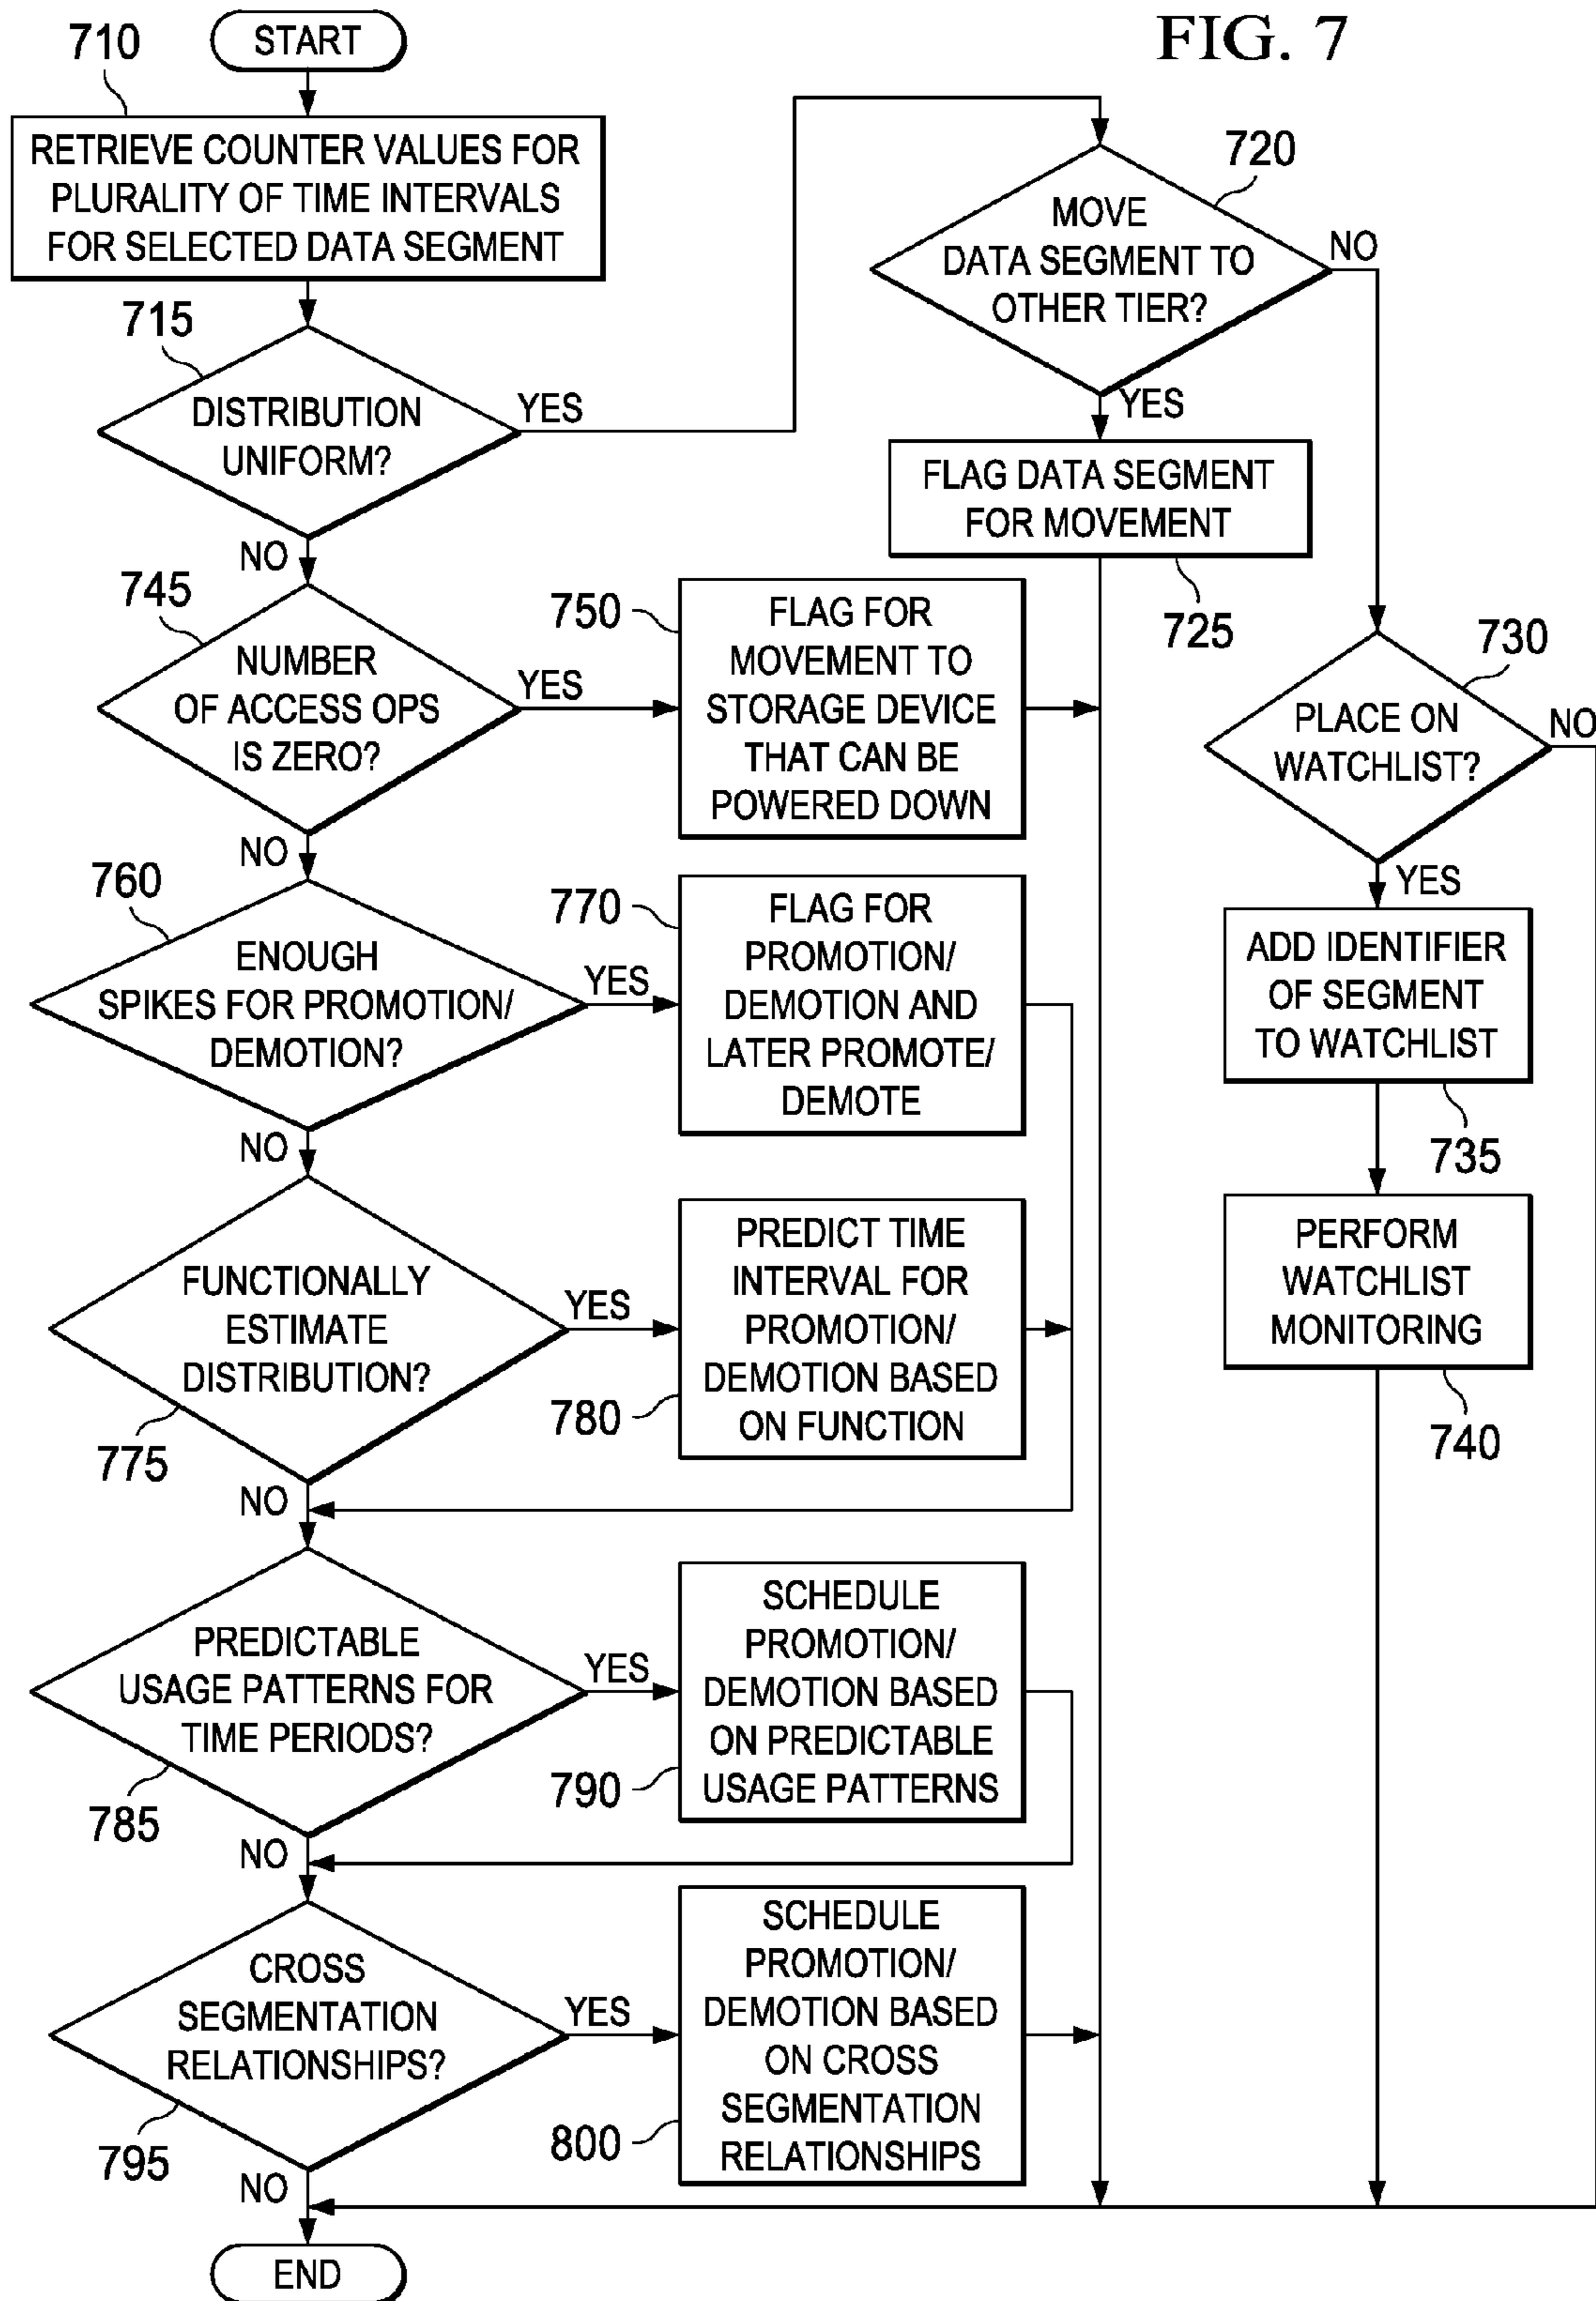 FIG. 7
START
710
RETRIEVE COUNTER VALUES FOR
PLURALITY OF TIME INTERVALS
FOR SELECTED DATA SEGMENT
715
DISTRIBUTION
UNIFORM?
YES
NO
720
MOVE
DATA SEGMENT TO
OTHER TIER?
NO
YES
FLAG DATA SEGMENT
FOR MOVEMENT
725
730
PLACE ON
WATCHLIST?
NO
YES
ADD IDENTIFIER
OF SEGMENT
TO WATCHLIST
735
PERFORM
WATCHLIST
MONITORING
740
745
NUMBER
OF ACCESS OPS
IS ZERO?
YES
NO
750
FLAG FOR
MOVEMENT TO
STORAGE DEVICE
THAT CAN BE
POWERED DOWN
760
ENOUGH
SPIKES FOR PROMOTION/
DEMOTION?
YES
NO
770
FLAG FOR
PROMOTION/
DEMOTION AND
LATER PROMOTE/
DEMOTE
FUNCTIONALLY
ESTIMATE
DISTRIBUTION?
775
YES
NO
PREDICT TIME
INTERVAL FOR
PROMOTION/
DEMOTION BASED
ON FUNCTION
780
PREDICTABLE
USAGE PATTERNS FOR
TIME PERIODS?
785
YES
NO
SCHEDULE
PROMOTION/
DEMOTION BASED
ON PREDICTABLE
USAGE PATTERNS
790
CROSS
SEGMENTATION
RELATIONSHIPS?
795
YES
NO
SCHEDULE
PROMOTION/
DEMOTION BASED
ON CROSS
SEGMENTATION
RELATIONSHIPS
800
END